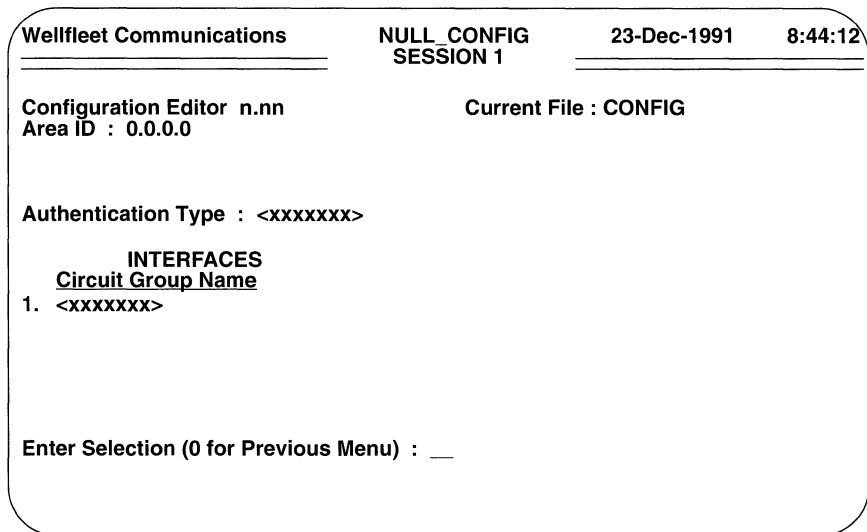 Wellfleet Communications NULL_CONFIG 23-Dec-1991 8:44:12
SESSION 1
Configuration Editor n.nn Current File : CONFIG
Area ID : 0.0.0.0
Authentication Type : <xxxxxxx>
INTERFACES
Circuit Group Name
1. <xxxxxxx>
Enter Selection (0 for Previous Menu) : __